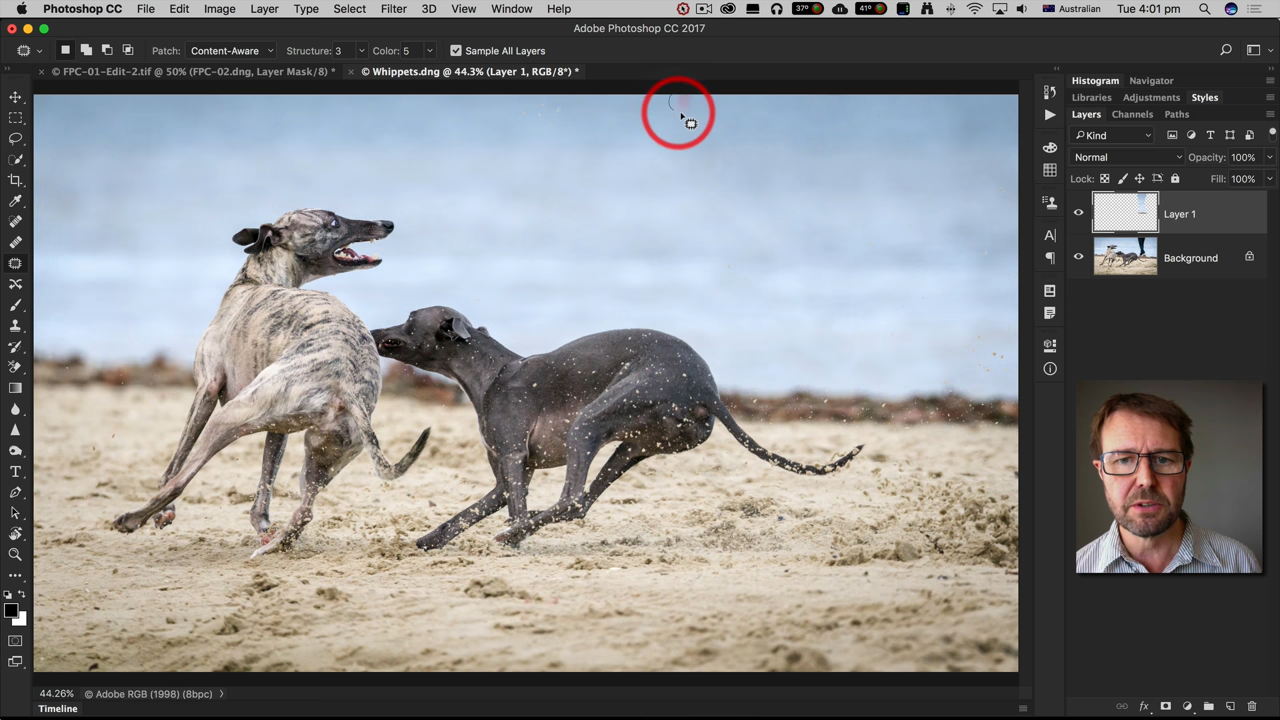 Photoshop CC File Edit Image Layer Type Select Filter 3D View Window Help 37° 41° Australian Tue 4:01 pm
Adobe Photoshop CC 2017
Patch: Content-Aware Structure: 3 Color: 5 Sample All Layers
× © FPC-01-Edit-2.tif @ 50% (FPC-02.dng, Layer Mask/8) * × © Whippets.dng @ 44.3% (Layer 1, RGB/8*) *
Histogram Navigator
Libraries Adjustments Styles
Layers Channels Paths
Kind
Normal Opacity: 100%
Lock: Fill: 100%
Layer 1
Background
44.26% © Adobe RGB (1998) (8bpc)
Timeline